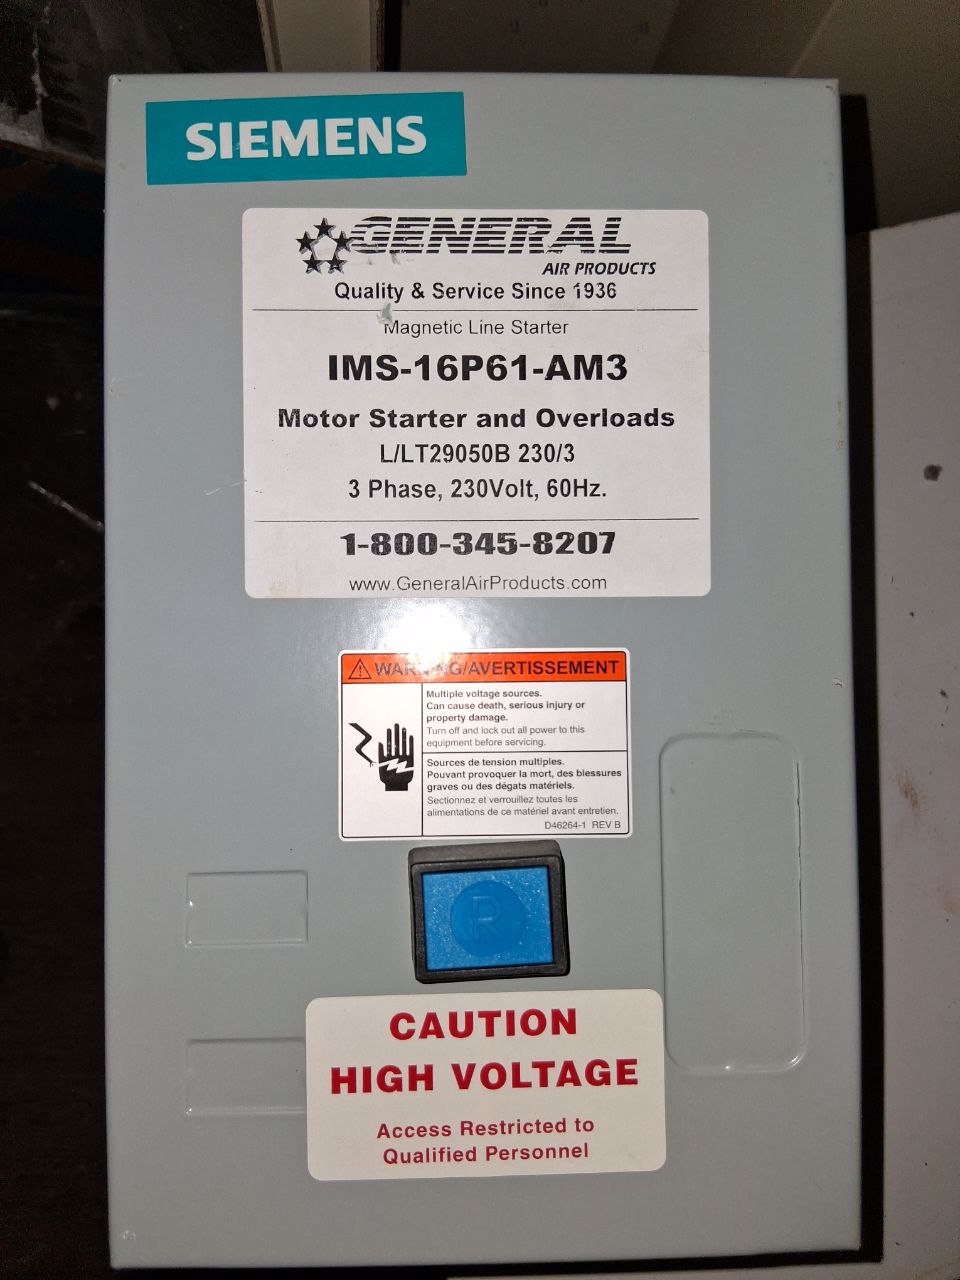 SIEMENS
GENERAL
AIR PRODUCTS
Quality & Service Since 1936
Magnetic Line Starter
IMS-16P61-AM3
Motor Starter and Overloads
L/LT29050B 230/3
3 Phase, 230Volt, 60Hz.
1-800-345-8207
www.GeneralAirProducts.com
WARNING/AVERTISSEMENT
Multiple voltage sources.
Can cause death, serious injury or
property damage.
Turn off and lock out all power to this
equipment before servicing.
Sources de tension multiples.
Pouvant provoquer la mort, des blessures
graves ou des dégats matériels.
Sectionnez et verrouillez toutes les
alimentations de ce matériel avant entretien.
D46264-1 REV B
R
CAUTION
HIGH VOLTAGE
Access Restricted to
Qualified Personnel